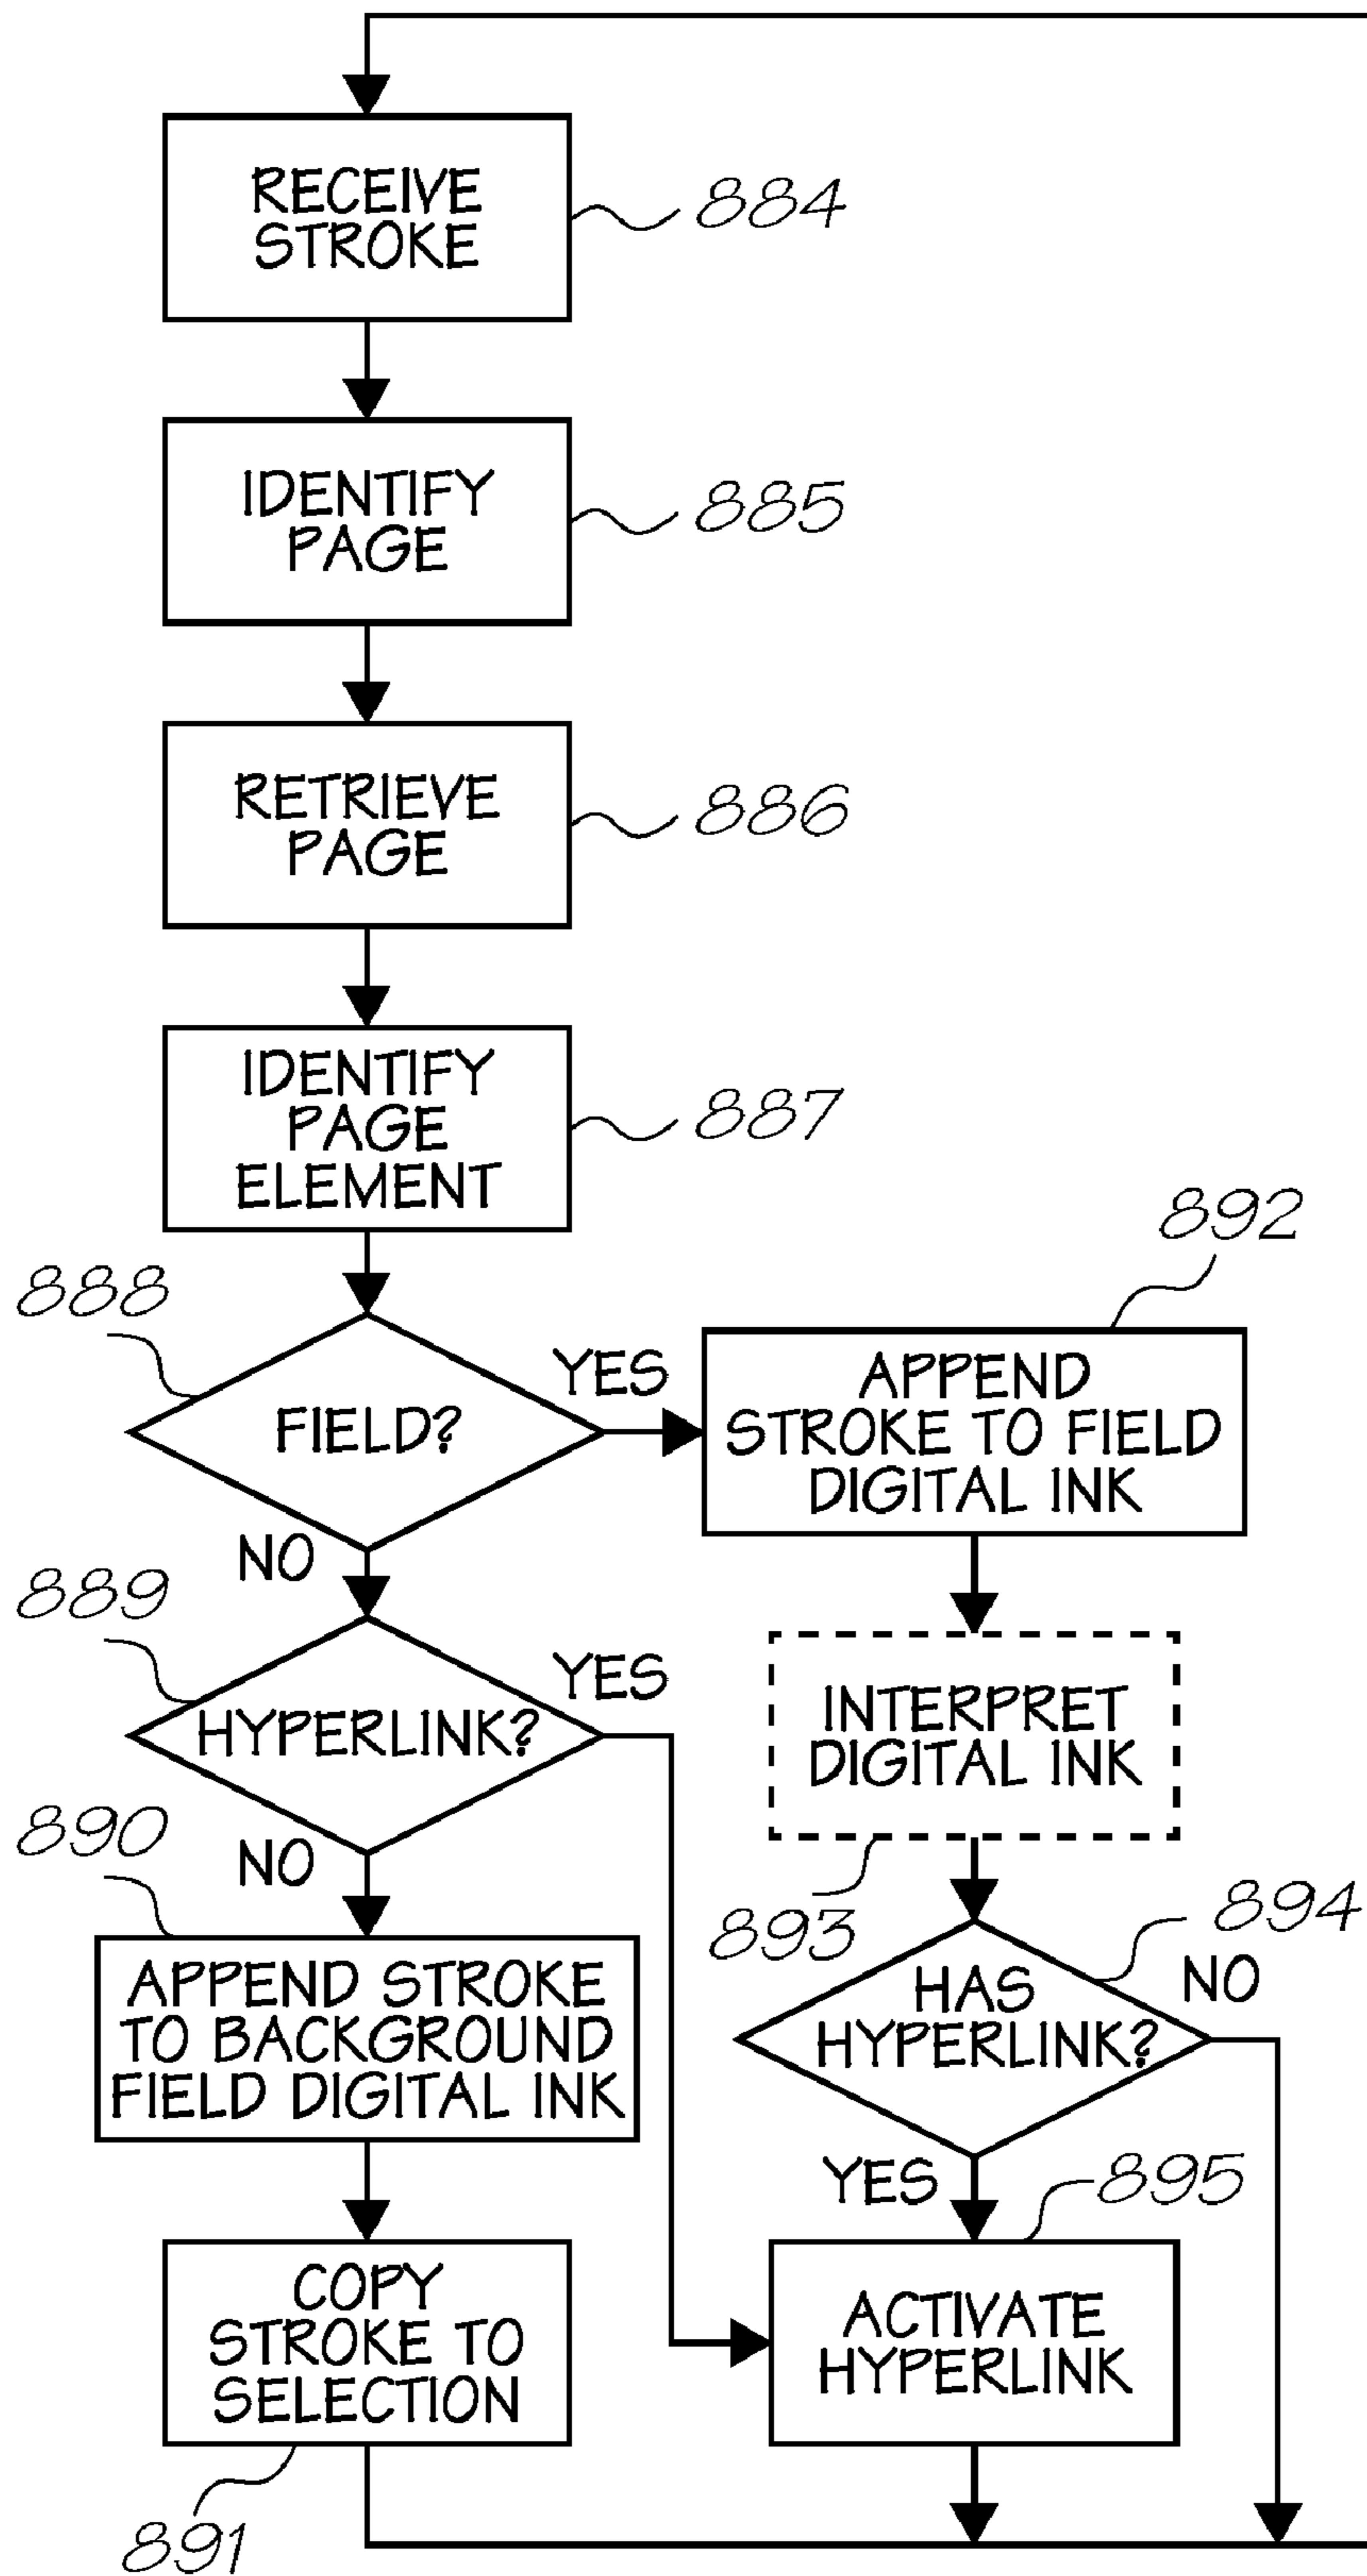 RECEIVE
STROKE
884
IDENTIFY
PAGE
885
RETRIEVE
PAGE
886
IDENTIFY
PAGE
ELEMENT
887
888
FIELD?
YES
NO
892
APPEND
STROKE TO FIELD
DIGITAL INK
889
HYPERLINK?
YES
NO
INTERPRET
DIGITAL INK
893
890
APPEND STROKE
TO BACKGROUND
FIELD DIGITAL INK
894
HAS
HYPERLINK?
NO
YES
895
COPY
STROKE TO
SELECTION
891
ACTIVATE
HYPERLINK